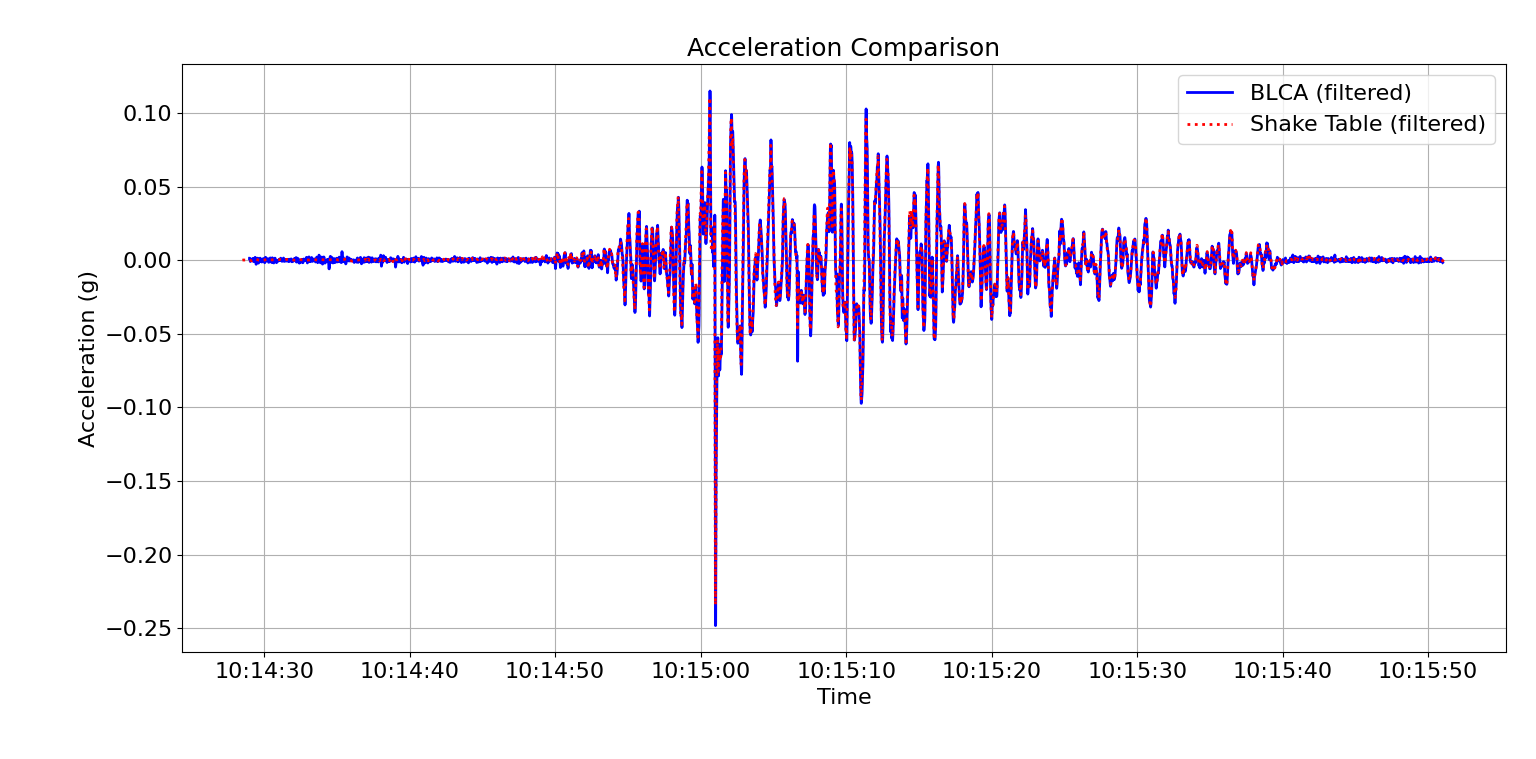 Acceleration Comparison
BLCA (filtered)
Shake Table (filtered)
Acceleration (g)
0.10
0.05
0.00
−0.05
−0.10
−0.15
−0.20
−0.25
10:14:30 10:14:40 10:14:50 10:15:00 10:15:10 10:15:20 10:15:30 10:15:40 10:15:50
Time